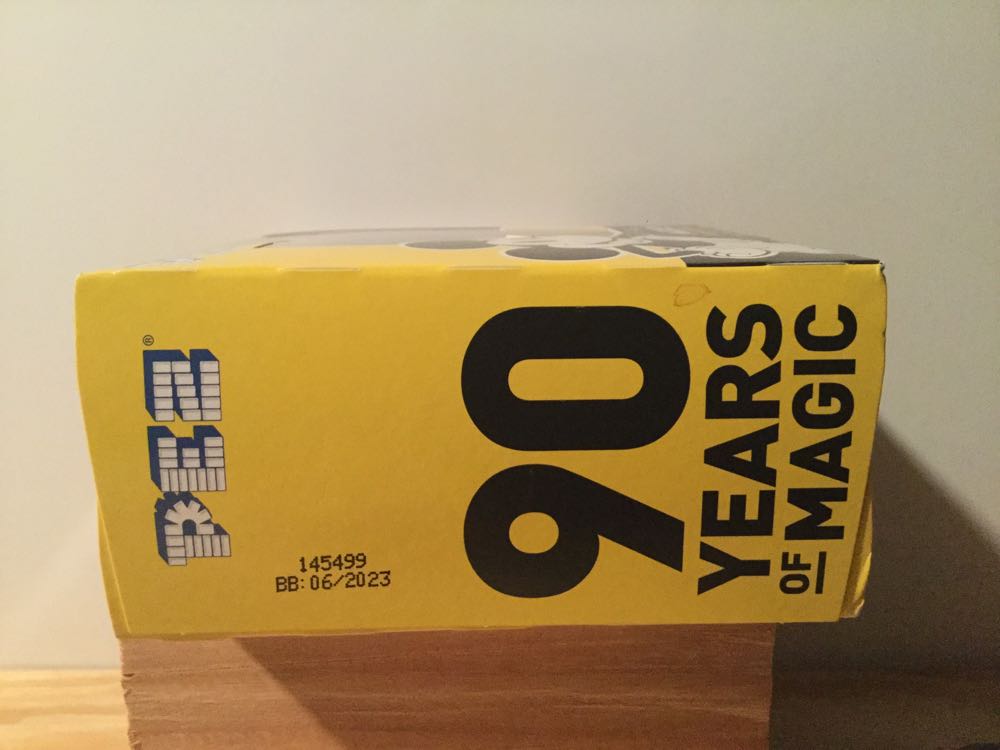 PEZ®
145499
BB: 06/2023
90
YEARS
OF MAGIC